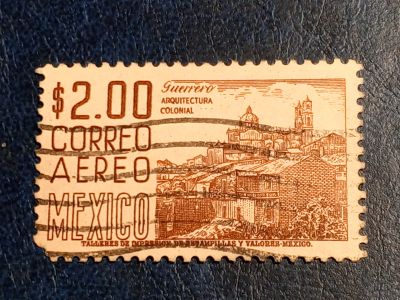 $2.00
Guerrero
ARQUITECTURA
COLONIAL
CORREO
AEREO
MEXICO
TALLERES DE IMPRESION DE ESTAMPILLAS Y VALORES-MEXICO.